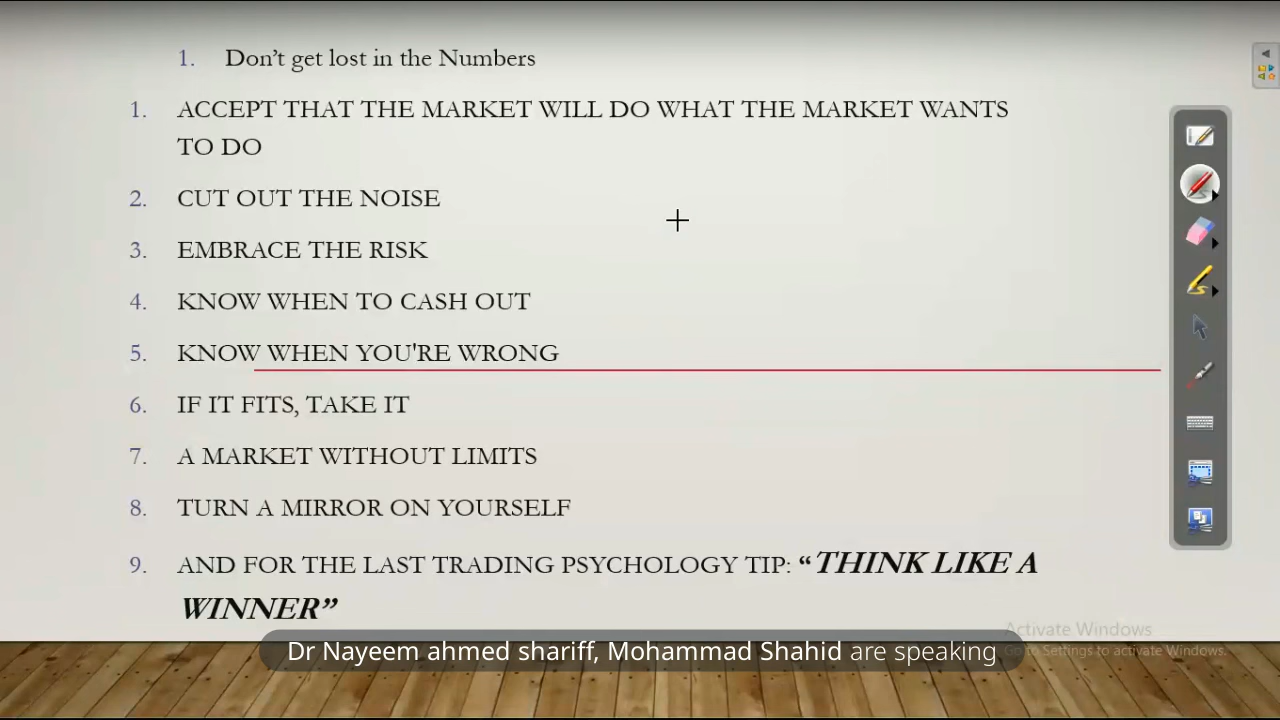 1. Don’t get lost in the Numbers
1. ACCEPT THAT THE MARKET WILL DO WHAT THE MARKET WANTS
TO DO
2. CUT OUT THE NOISE
3. EMBRACE THE RISK
4. KNOW WHEN TO CASH OUT
5. KNOW WHEN YOU'RE WRONG
6. IF IT FITS, TAKE IT
7. A MARKET WITHOUT LIMITS
8. TURN A MIRROR ON YOURSELF
9. AND FOR THE LAST TRADING PSYCHOLOGY TIP: “THINK LIKE A
WINNER”
Activate Windows
Go to Settings to activate Windows.
Dr Nayeem ahmed shariff, Mohammad Shahid are speaking